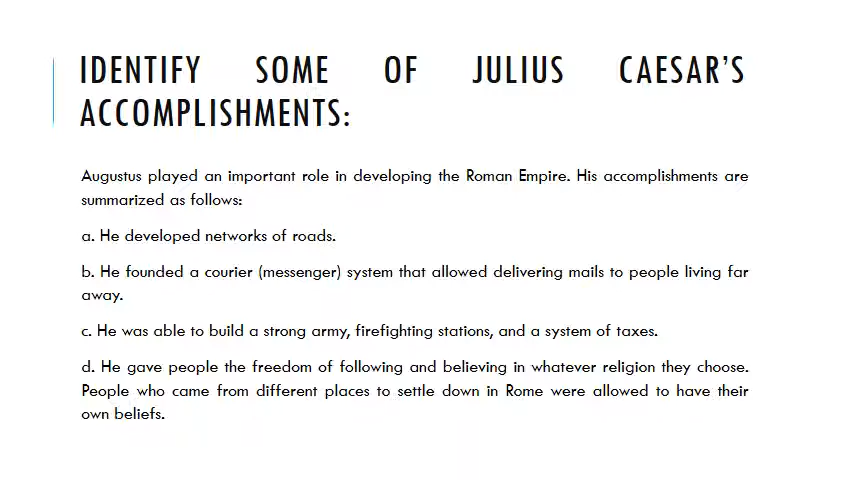 IDENTIFY SOME OF JULIUS CAESAR’S
ACCOMPLISHMENTS:
Augustus played an important role in developing the Roman Empire. His accomplishments are
summarized as follows:
a. He developed networks of roads.
b. He founded a courier (messenger) system that allowed delivering mails to people living far
away.
c. He was able to build a strong army, firefighting stations, and a system of taxes.
d. He gave people the freedom of following and believing in whatever religion they choose.
People who came from different places to settle down in Rome were allowed to have their
own beliefs.